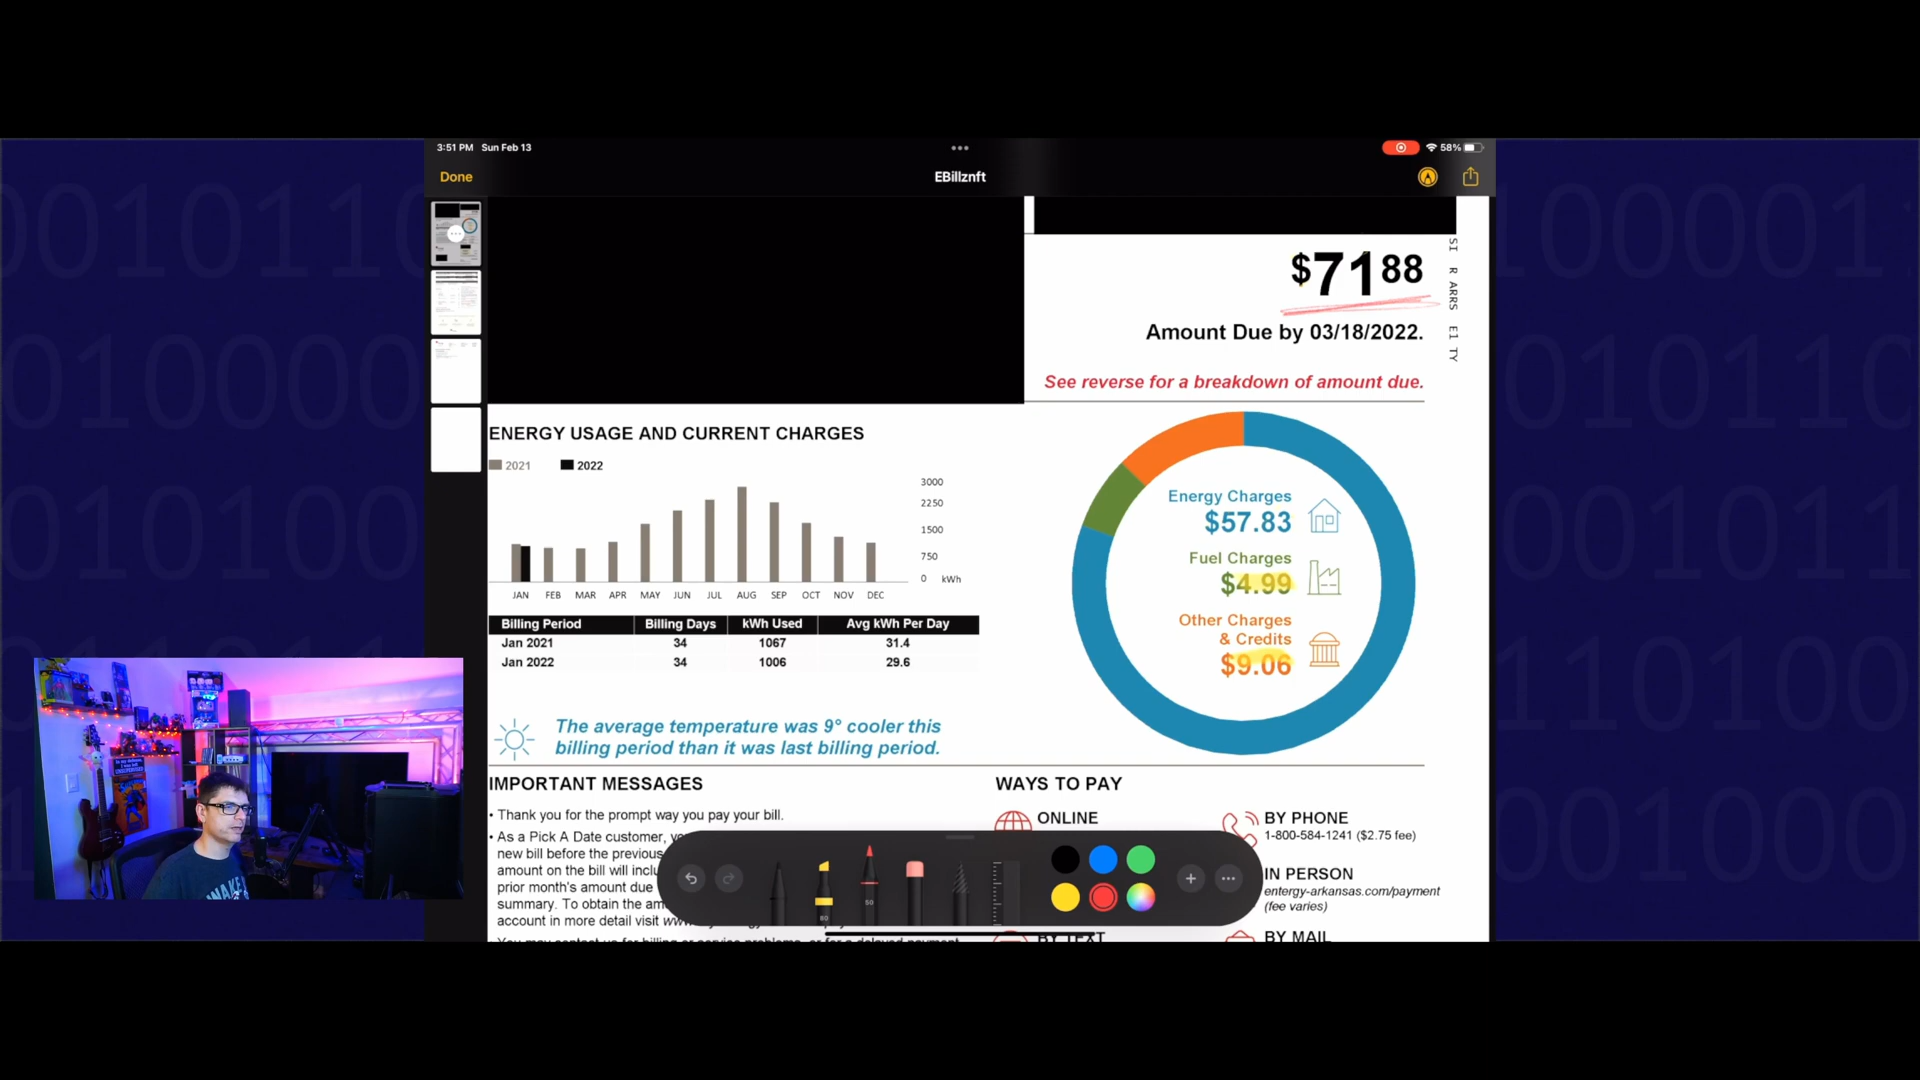 3:51 PM Sun Feb 13
58%
Done
EBillznft
$71 88
Amount Due by 03/18/2022.
See reverse for a breakdown of amount due.
SI R ARRS E1 TY
ENERGY USAGE AND CURRENT CHARGES
2021 2022
3000
2250
1500
750
0 kWh
JAN FEB MAR APR MAY JUN JUL AUG SEP OCT NOV DEC
Billing Period Billing Days kWh Used Avg kWh Per Day
Jan 2021 34 1067 31.4
Jan 2022 34 1006 29.6
Energy Charges
$57.83
Fuel Charges
$4.99
Other Charges
& Credits
$9.06
The average temperature was 9° cooler this
billing period than it was last billing period.
IMPORTANT MESSAGES
• Thank you for the prompt way you pay your bill.
• As a Pick A Date customer,
new bill before the previous
amount on the bill will
prior month's amount due
summary. To obtain the
account in more detail visit
WAYS TO PAY
ONLINE
BY PHONE
1-800-584-1241 ($2.75 fee)
IN PERSON
entergy-arkansas.com/payment
(fee varies)
BY TEXT
BY MAIL
80
50